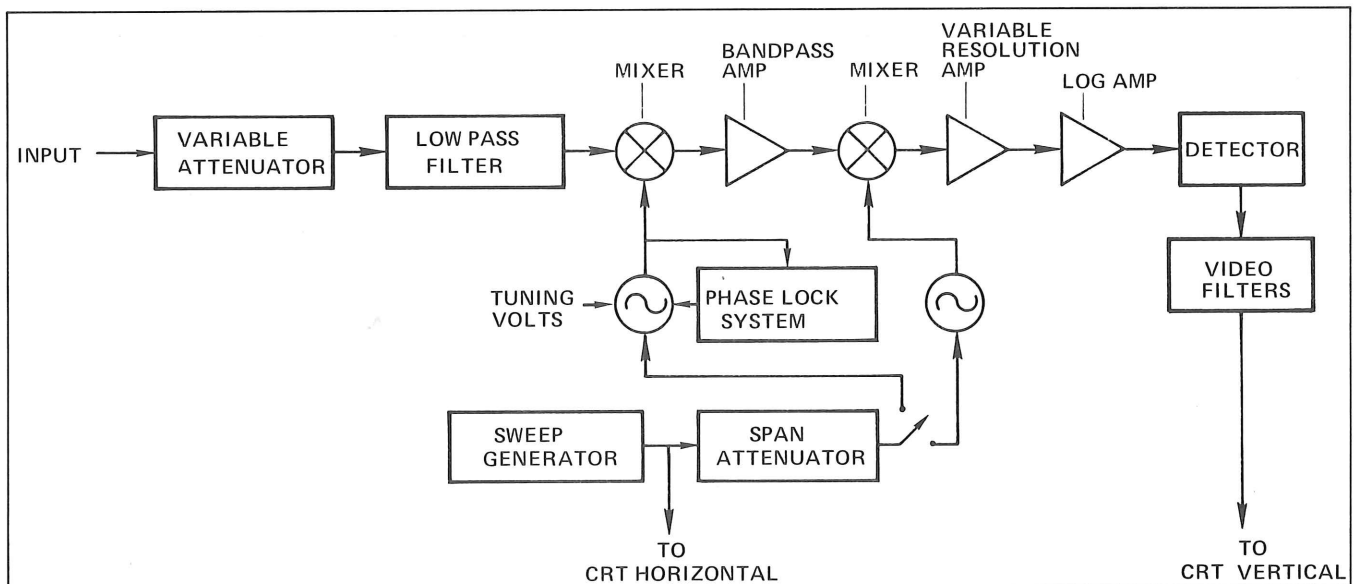 VARIABLE
RESOLUTION
AMP
BANDPASS
AMP
MIXER
MIXER
LOG AMP
INPUT
VARIABLE
ATTENUATOR
LOW PASS
FILTER
DETECTOR
VIDEO
FILTERS
TUNING
VOLTS
PHASE LOCK
SYSTEM
SWEEP
GENERATOR
SPAN
ATTENUATOR
TO
CRT HORIZONTAL
TO
CRT VERTICAL